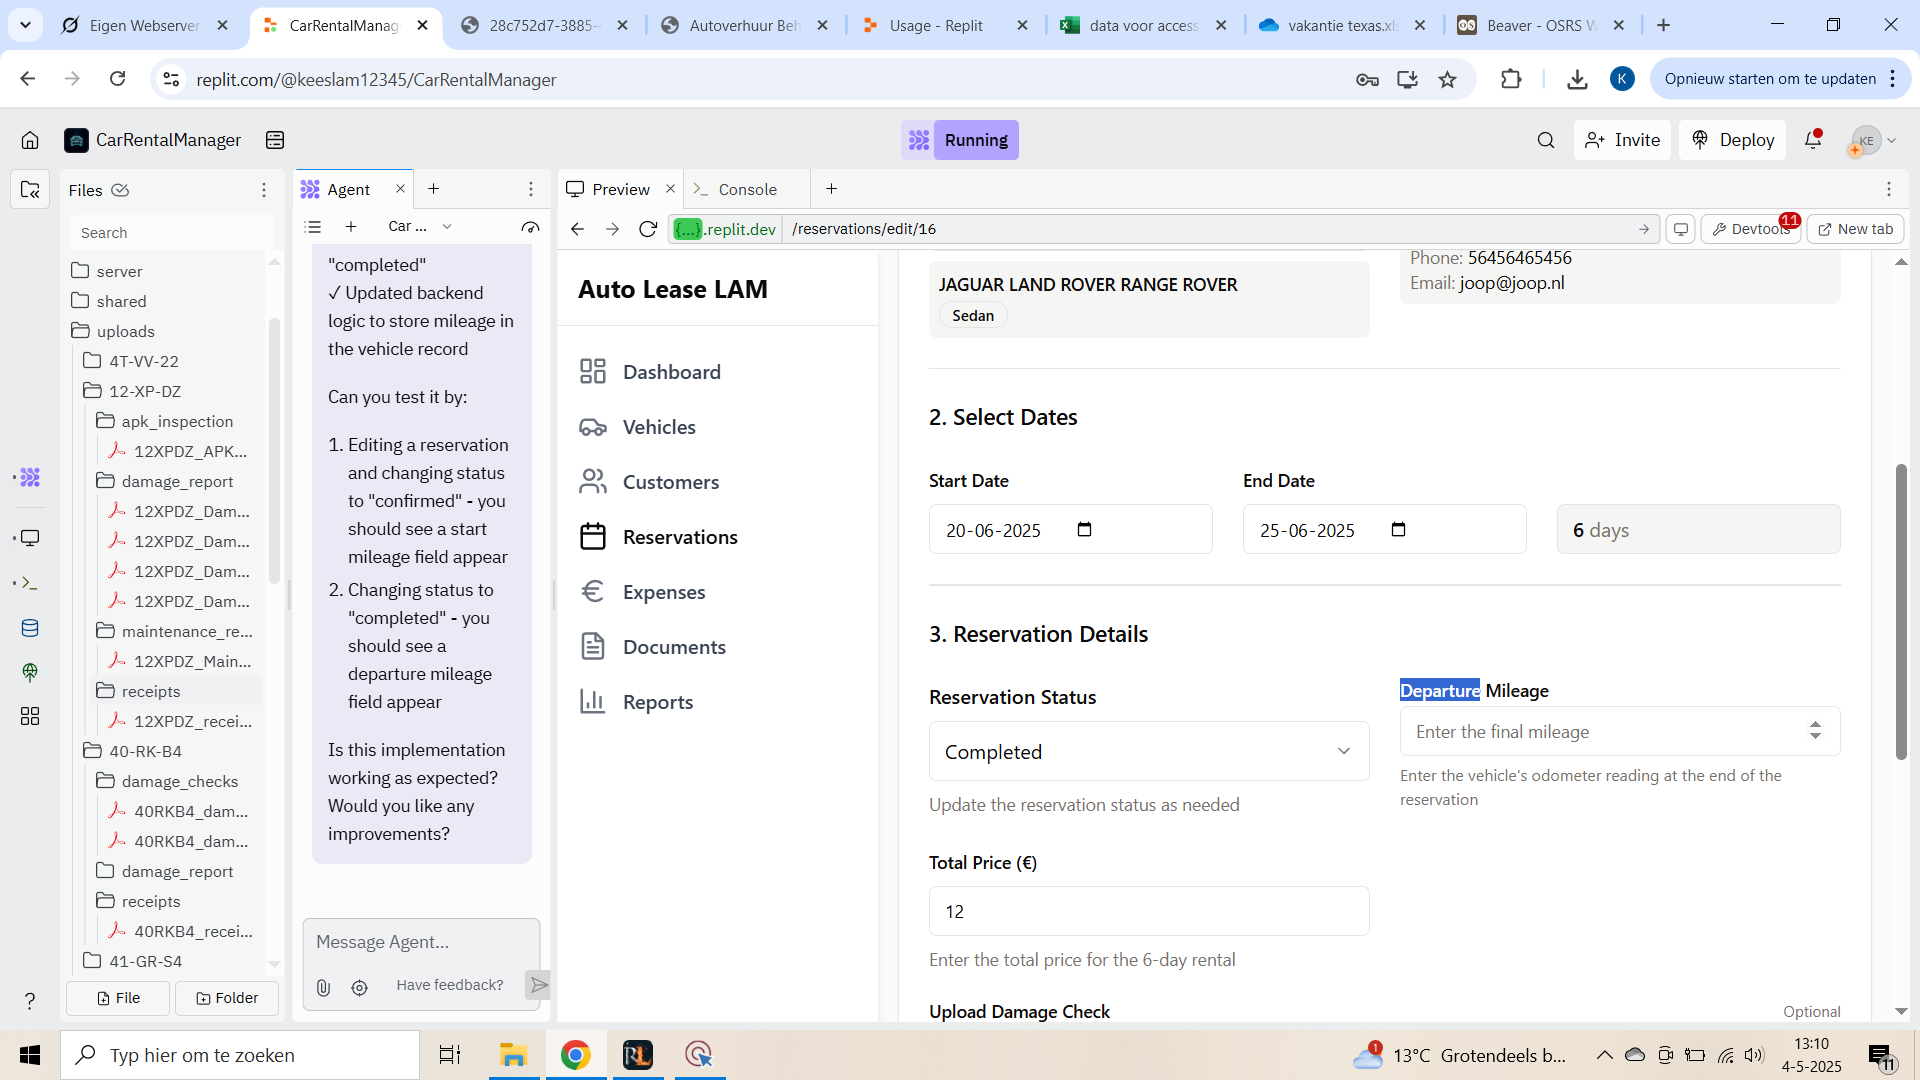 Eigen Webserver
CarRentalManag
28c752d7-3885-
Autoverhuur Beh
Usage - Replit
data voor access
vakantie texas.xls
Beaver - OSRS W
replit.com/@keeslam12345/CarRentalManager
K
Opnieuw starten om te updaten
CarRentalManager
Running
Invite
Deploy
KE
Files
Agent
Preview
Console
Search
Car ...
{...}.replit.dev
/reservations/edit/16
Devtools
11
New tab
server
shared
uploads
4T-VV-22
12-XP-DZ
apk_inspection
12XPDZ_APK...
damage_report
12XPDZ_Dam...
12XPDZ_Dam...
12XPDZ_Dam...
12XPDZ_Dam...
maintenance_re...
12XPDZ_Main...
receipts
12XPDZ_recei...
40-RK-B4
damage_checks
40RKB4_dam...
40RKB4_dam...
damage_report
receipts
40RKB4_recei...
41-GR-S4
File
Folder
"completed"
✓ Updated backend
logic to store mileage in
the vehicle record
Can you test it by:
1. Editing a reservation
and changing status
to "confirmed" - you
should see a start
mileage field appear
2. Changing status to
"completed" - you
should see a
departure mileage
field appear
Is this implementation
working as expected?
Would you like any
improvements?
Message Agent...
Have feedback?
Auto Lease LAM
Dashboard
Vehicles
Customers
Reservations
Expenses
Documents
Reports
JAGUAR LAND ROVER RANGE ROVER
Sedan
Phone: 56456465456
Email: joop@joop.nl
2. Select Dates
Start Date
End Date
20-06-2025
25-06-2025
6 days
3. Reservation Details
Reservation Status
Completed
Update the reservation status as needed
Departure Mileage
Enter the final mileage
Enter the vehicle's odometer reading at the end of the
reservation
Total Price (€)
12
Enter the total price for the 6-day rental
Upload Damage Check
Optional
?
Typ hier om te zoeken
RL
1
13°C Grotendeels b...
13:10
4-5-2025
11